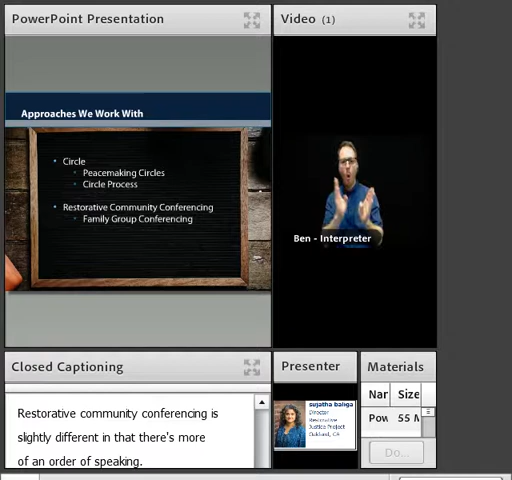 PowerPoint Presentation
Approaches We Work With
Circle
Peacemaking Circles
Circle Process
Restorative Community Conferencing
Family Group Conferencing
Video (1)
Ben - Interpreter
Closed Captioning
Restorative community conferencing is
slightly different in that there's more
of an order of speaking.
Presenter
sujatha baliga
Director
Restorative
Justice Project
Oakland, CA
Materials
Nar Size
Pow 55 M
Do...